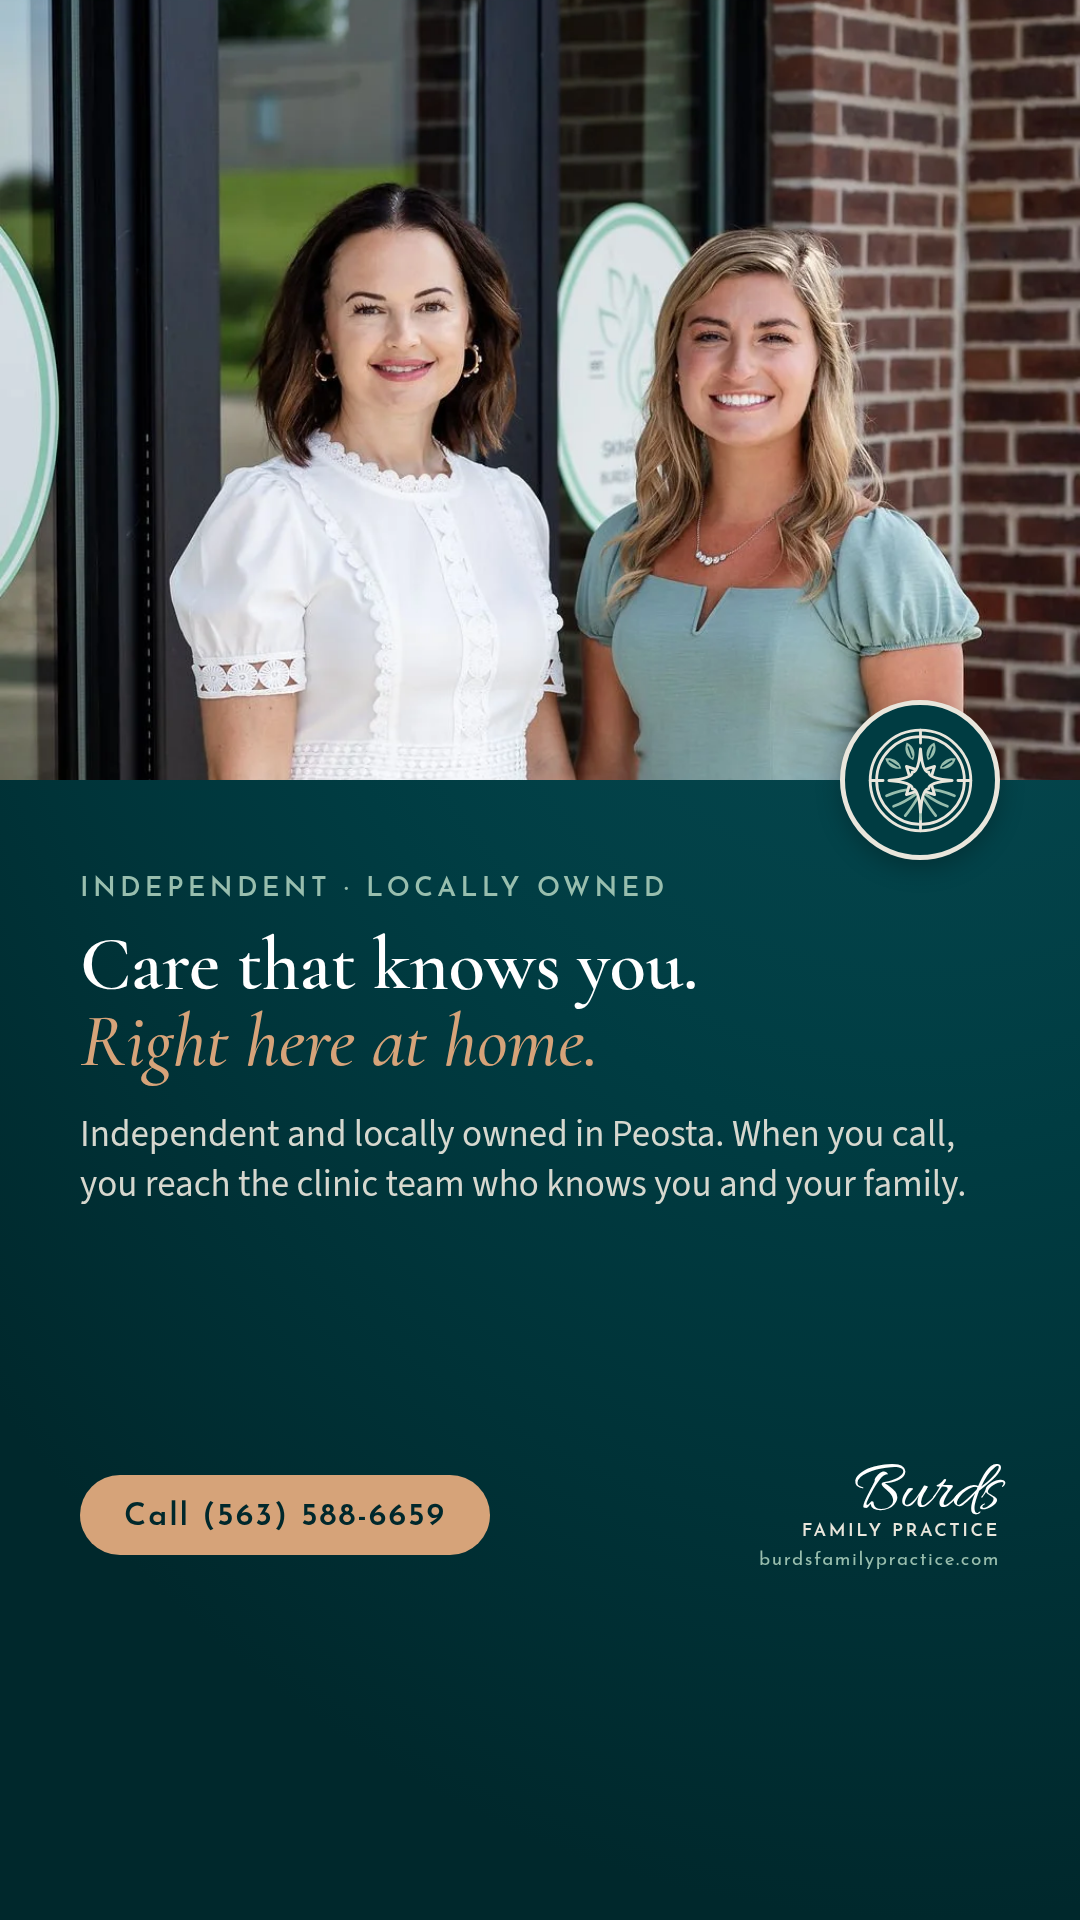 SKIN
INDEPENDENT · LOCALLY OWNED
Care that knows you.
Right here at home.
Independent and locally owned in Peosta. When you call,
you reach the clinic team who knows you and your family.
Call (563) 588-6659
Burds
FAMILY PRACTICE
burdsfamilypractice.com